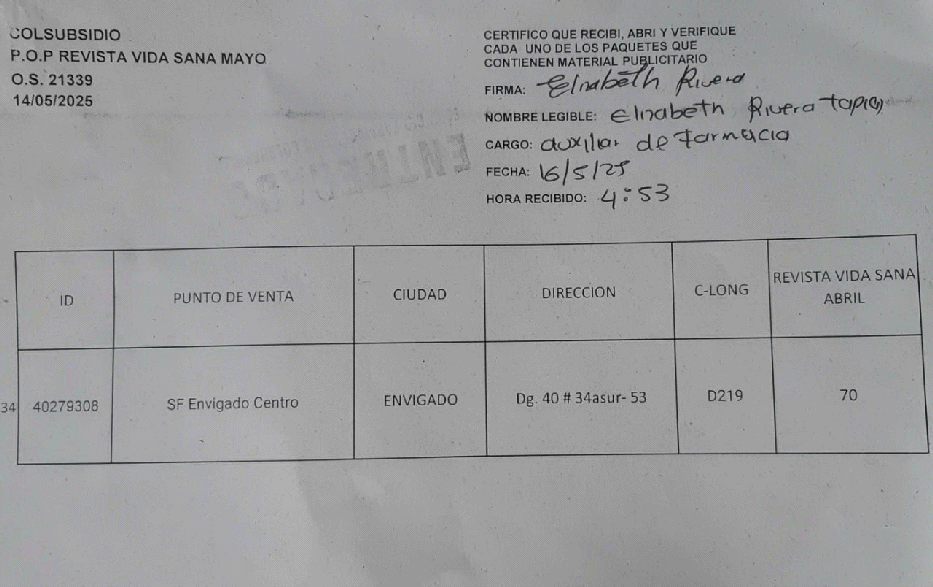 COLSUBSIDIO
P.O.P REVISTA VIDA SANA MAYO
O.S. 21339
14/05/2025
CERTIFICO QUE RECIBI, ABRI Y VERIFIQUE
CADA UNO DE LOS PAQUETES QUE
CONTIENEN MATERIAL PUBLICITARIO
FIRMA: Elizabeth Rivera
NOMBRE LEGIBLE: Elizabeth Rivera Tapia
CARGO: auxiliar de Farmacia
FECHA: 16/5/25
HORA RECIBIDO: 4:53
ID PUNTO DE VENTA CIUDAD DIRECCION C-LONG REVISTA VIDA SANA
ABRIL
34 40279308 SF Envigado Centro ENVIGADO Dg. 40 # 34asur- 53 D219 70